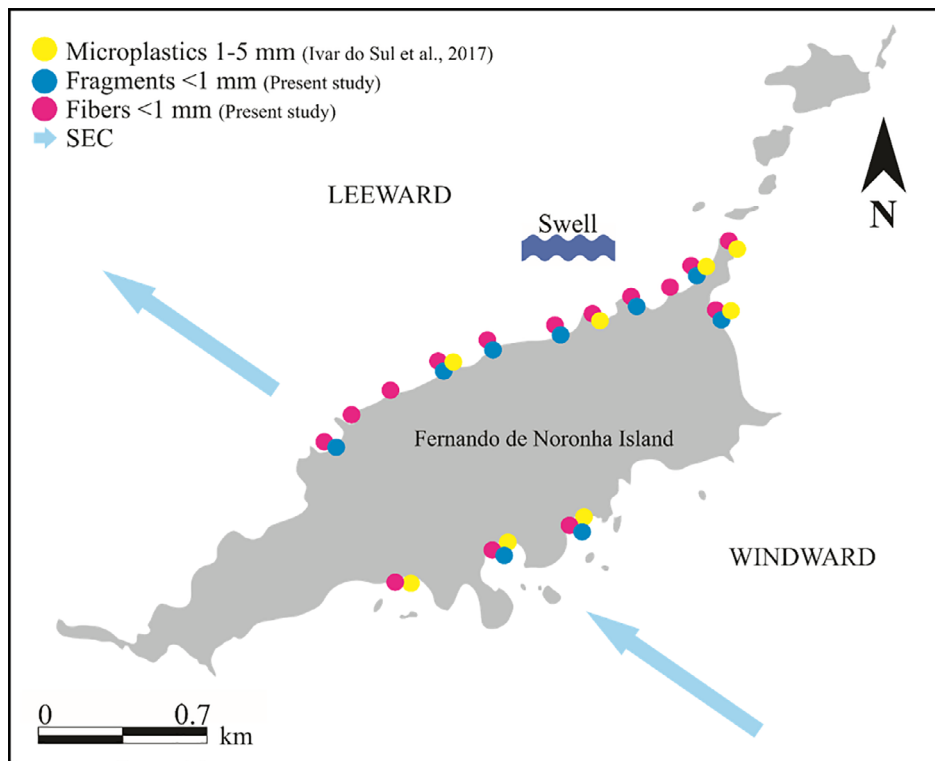 Microplastics 1-5 mm (Ivar do Sul et al., 2017)
Fragments <1 mm (Present study)
Fibers <1 mm (Present study)
SEC
LEEWARD
Swell
N
Fernando de Noronha Island
WINDWARD
0 0.7
km